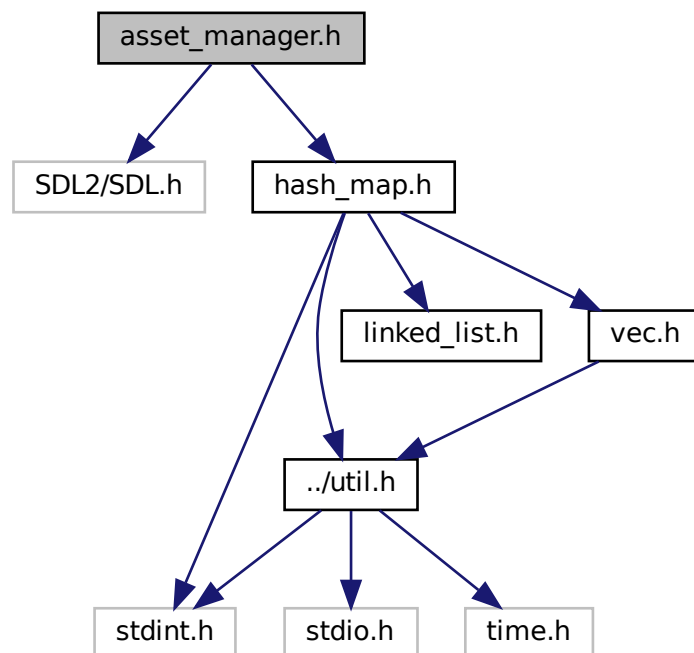 asset_manager.h
SDL2/SDL.h
hash_map.h
linked_list.h
vec.h
../util.h
stdint.h
stdio.h
time.h